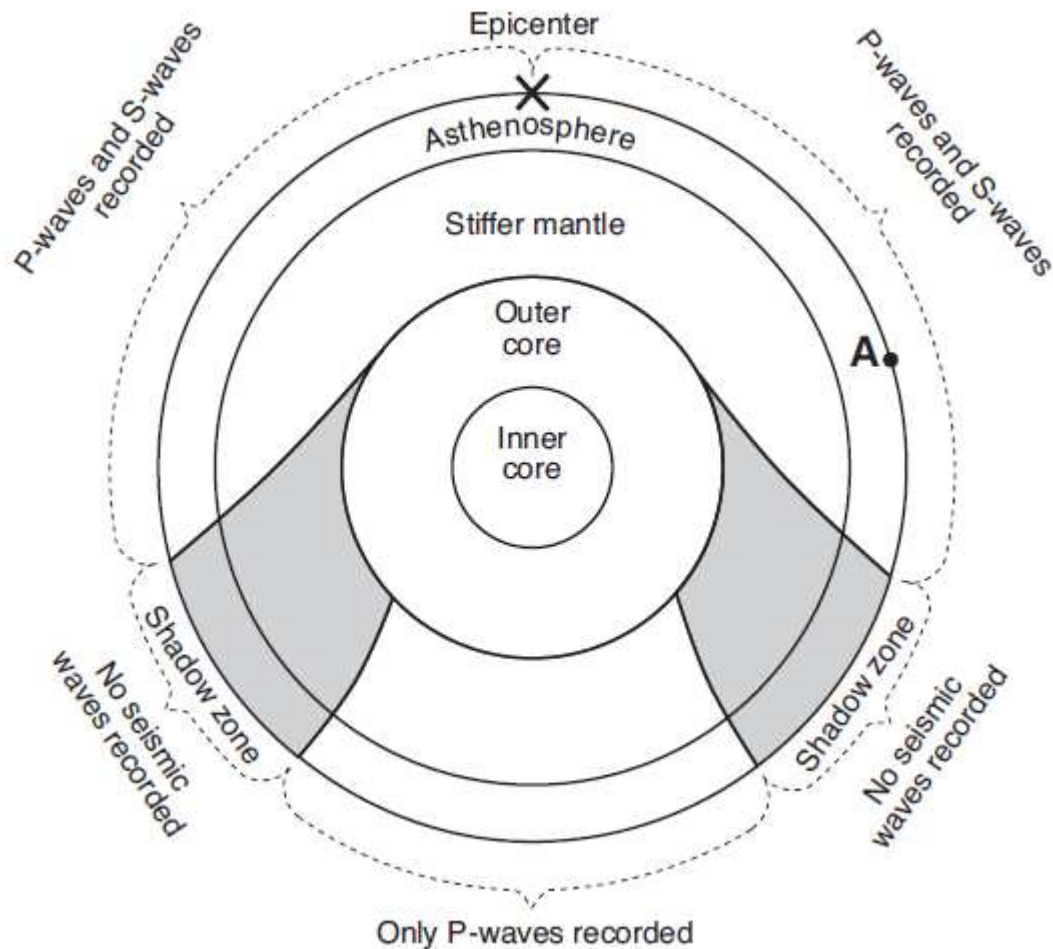 Epicenter
P-waves and S-waves
recorded
P-waves and S-waves
recorded
Asthenosphere
Stiffer mantle
Outer
core
A
Inner
core
Shadow zone
No seismic
waves recorded
Shadow zone
No seismic
waves recorded
Only P-waves recorded